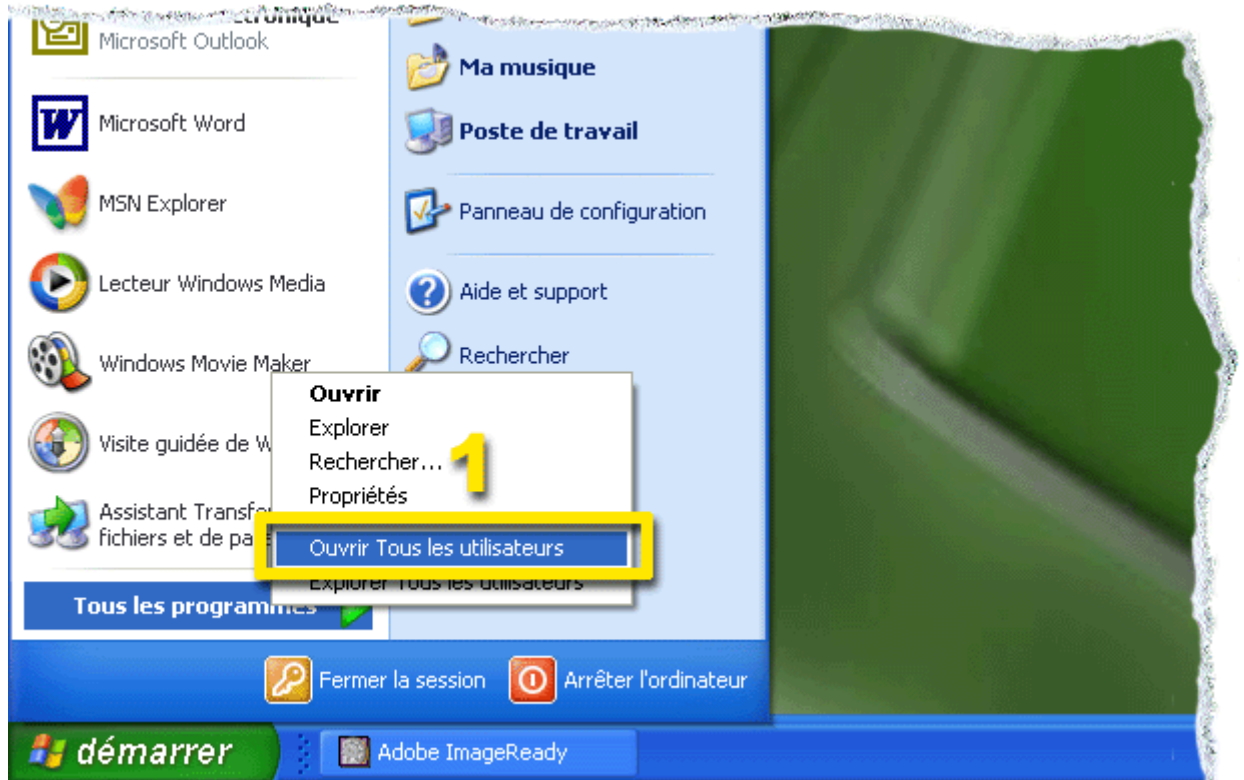 Microsoft Outlook
Microsoft Word
MSN Explorer
Lecteur Windows Media
Windows Movie Maker
Visite guidée de W
Assistant Transfe
fichiers et de pa
Tous les programmes
Ma musique
Poste de travail
Panneau de configuration
Aide et support
Rechercher
Ouvrir
Explorer
Rechercher...
1
Propriétés
Ouvrir Tous les utilisateurs
Explorer Tous les utilisateurs
Fermer la session
Arrêter l'ordinateur
démarrer
Adobe ImageReady